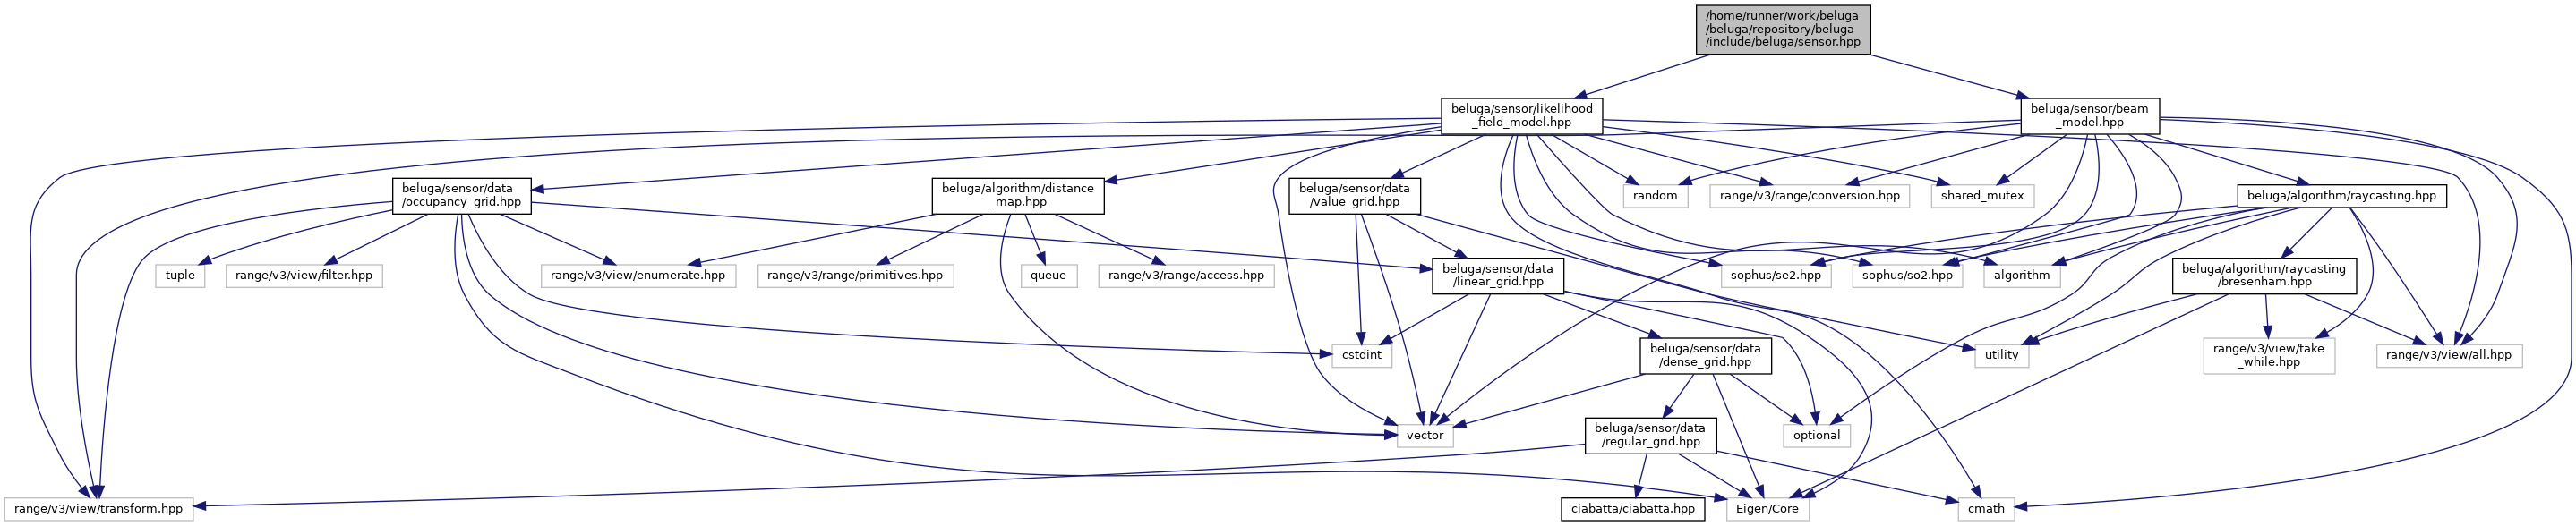 /home/runner/work/beluga
/beluga/repository/beluga
/include/beluga/sensor.hpp
beluga/sensor/likelihood
_field_model.hpp
beluga/sensor/beam
_model.hpp
beluga/sensor/data
/occupancy_grid.hpp
beluga/algorithm/distance
_map.hpp
beluga/sensor/data
/value_grid.hpp
random
range/v3/range/conversion.hpp
shared_mutex
beluga/algorithm/raycasting.hpp
tuple
range/v3/view/filter.hpp
range/v3/view/enumerate.hpp
range/v3/range/primitives.hpp
queue
range/v3/range/access.hpp
beluga/sensor/data
/linear_grid.hpp
sophus/se2.hpp
sophus/so2.hpp
algorithm
beluga/algorithm/raycasting
/bresenham.hpp
cstdint
beluga/sensor/data
/dense_grid.hpp
utility
range/v3/view/take
_while.hpp
range/v3/view/all.hpp
vector
beluga/sensor/data
/regular_grid.hpp
optional
range/v3/view/transform.hpp
ciabatta/ciabatta.hpp
Eigen/Core
cmath